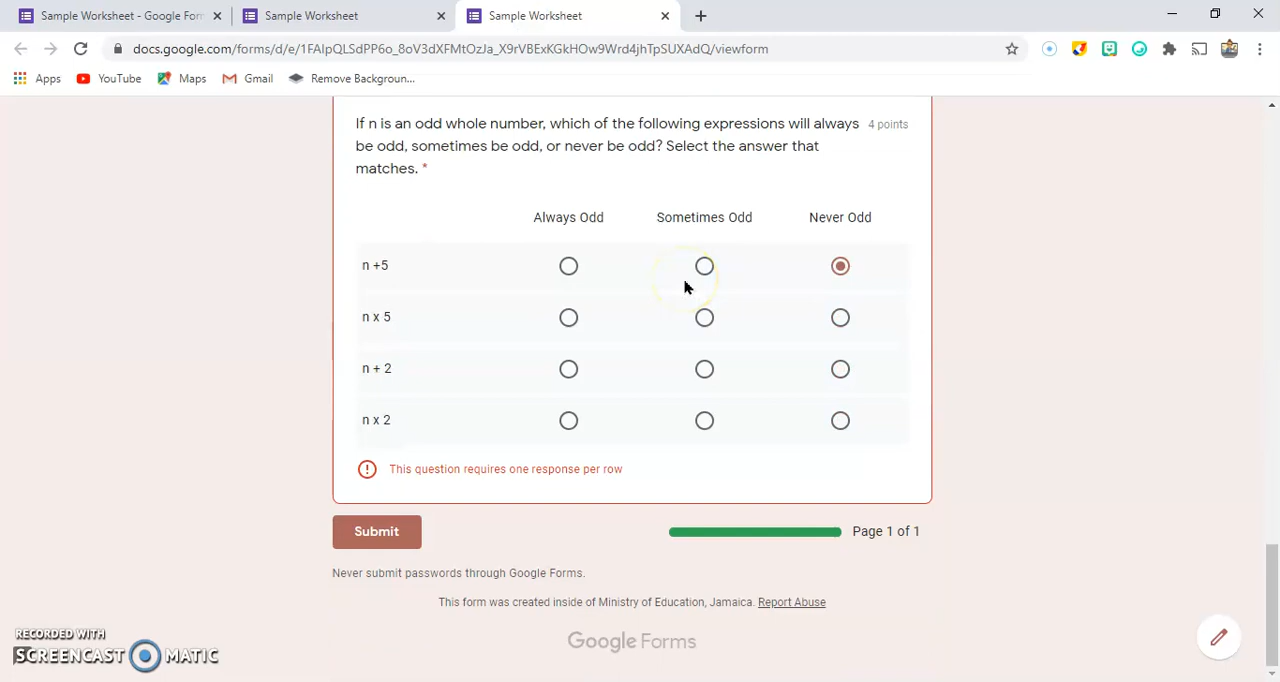 Sample Worksheet - Google For
Sample Worksheet
Sample Worksheet
docs.google.com/forms/d/e/1FAIpQLSdPP6o_8oV3dXFMtOzJa_X9rVBExKGkHOw9Wrd4jhTpSUXAdQ/viewform
Apps YouTube Maps Gmail Remove Backgroun...
If n is an odd whole number, which of the following expressions will always 4 points
be odd, sometimes be odd, or never be odd? Select the answer that
matches. *
Always Odd Sometimes Odd Never Odd
n +5
n x 5
n + 2
n x 2
This question requires one response per row
Submit Page 1 of 1
Never submit passwords through Google Forms.
This form was created inside of Ministry of Education, Jamaica. Report Abuse
Google Forms
RECORDED WITH
SCREENCAST MATIC